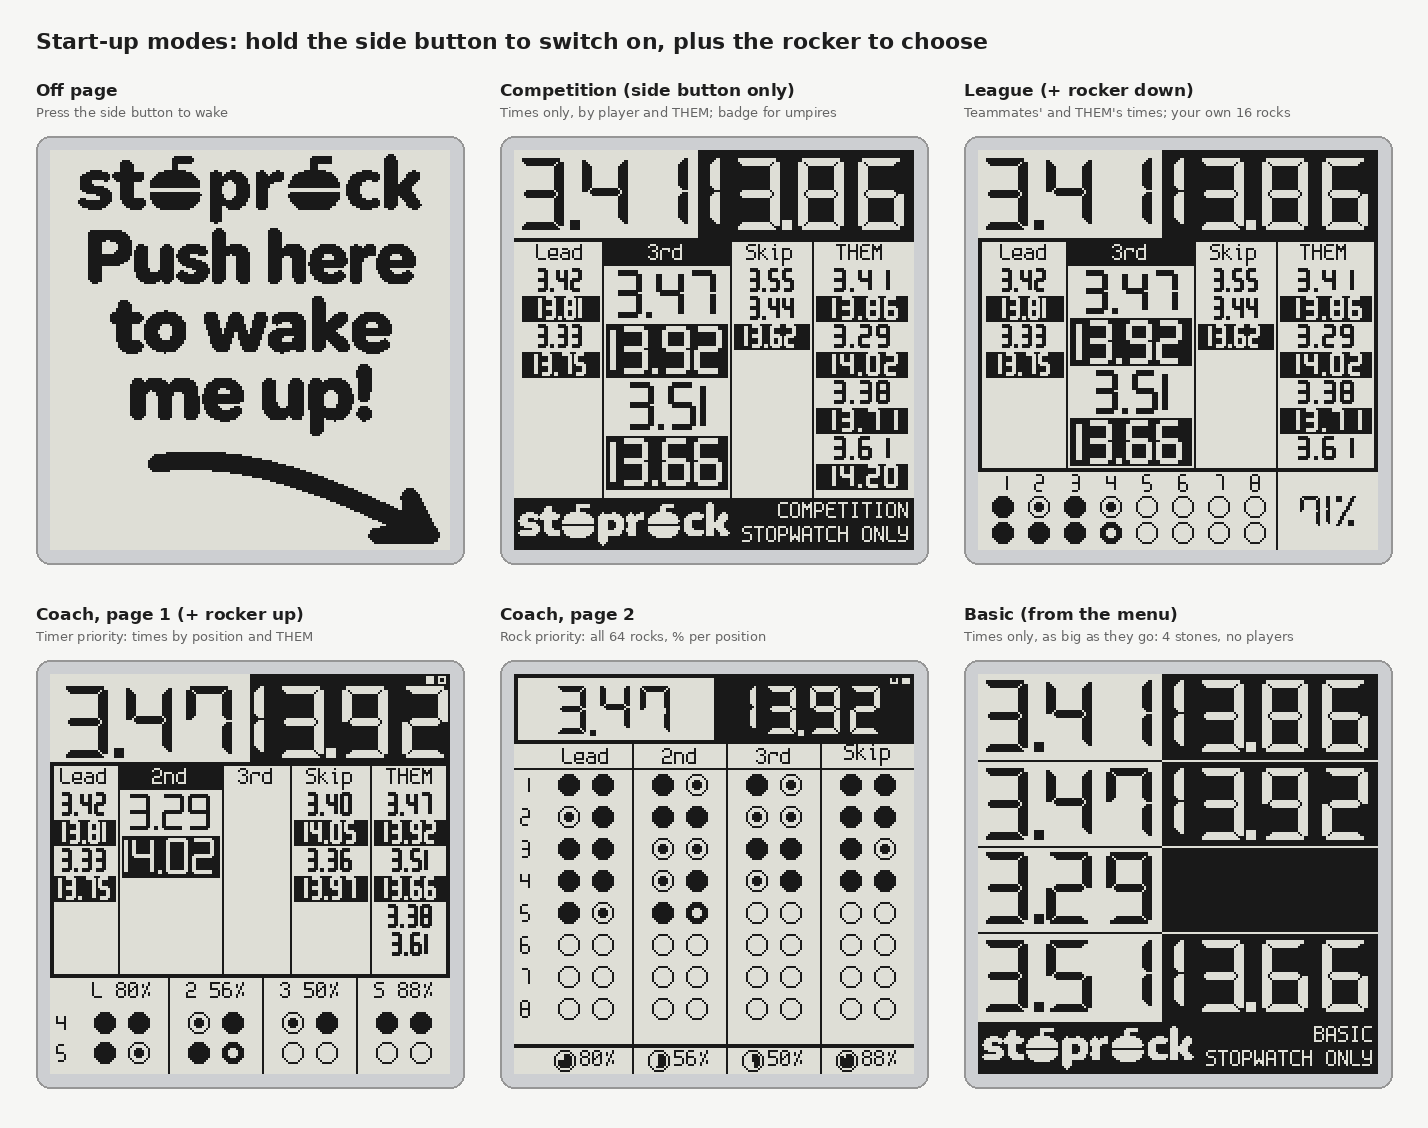 Start-up modes: hold the side button to switch on, plus the rocker to choose
Off page
Press the side button to wake
stoprock
Push here
to wake
me up!
Competition (side button only)
Times only, by player and THEM; badge for umpires
3.41 13.86
Lead 3rd Skip THEM
3.42 3.47 3.55 3.41
13.81 13.92 3.44 13.86
3.33 3.51 13.62 3.29
13.75 13.66 14.02
3.38
13.71
3.61
14.20
stoprock COMPETITION
STOPWATCH ONLY
League (+ rocker down)
Teammates' and THEM's times; your own 16 rocks
3.41 13.86
Lead 3rd Skip THEM
3.42 3.47 3.55 3.41
13.81 13.92 3.44 13.86
3.33 3.51 13.62 3.29
13.75 13.66 14.02
3.38
13.71
3.61
1 2 3 4 5 6 7 8
71%
Coach, page 1 (+ rocker up)
Timer priority: times by position and THEM
3.47 13.92
Lead 2nd 3rd Skip THEM
3.42 3.29 3.40 3.47
13.81 14.02 14.05 13.92
3.33 3.36 3.51
13.75 13.97 13.66
3.38
3.61
L 80% 2 56% 3 50% S 88%
4
5
Coach, page 2
Rock priority: all 64 rocks, % per position
3.47 13.92
Lead 2nd 3rd Skip
1
2
3
4
5
6
7
8
80% 56% 50% 88%
Basic (from the menu)
Times only, as big as they go: 4 stones, no players
3.41 13.86
3.47 13.92
3.29
3.51 13.66
stoprock BASIC
STOPWATCH ONLY